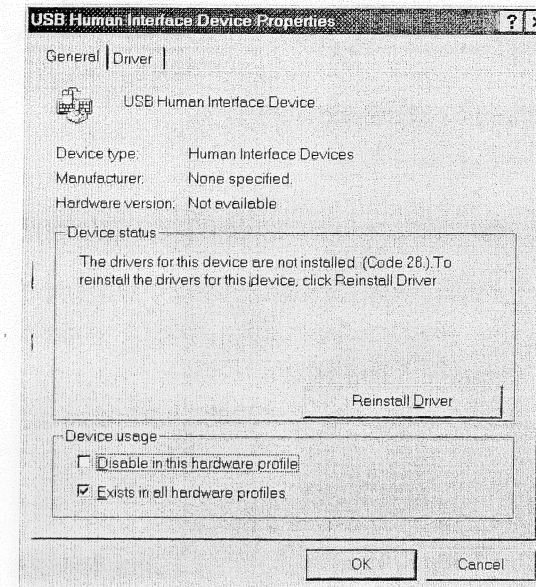 USB Human Interface Device Properties ?
General Driver
USB Human Interface Device
Device type: Human Interface Devices
Manufacturer: None specified.
Hardware version: Not available
Device status
The drivers for this device are not installed. (Code 28.) To
reinstall the drivers for this device, click Reinstall Driver
Reinstall Driver
Device usage
Disable in this hardware profile
Exists in all hardware profiles
OK Cancel